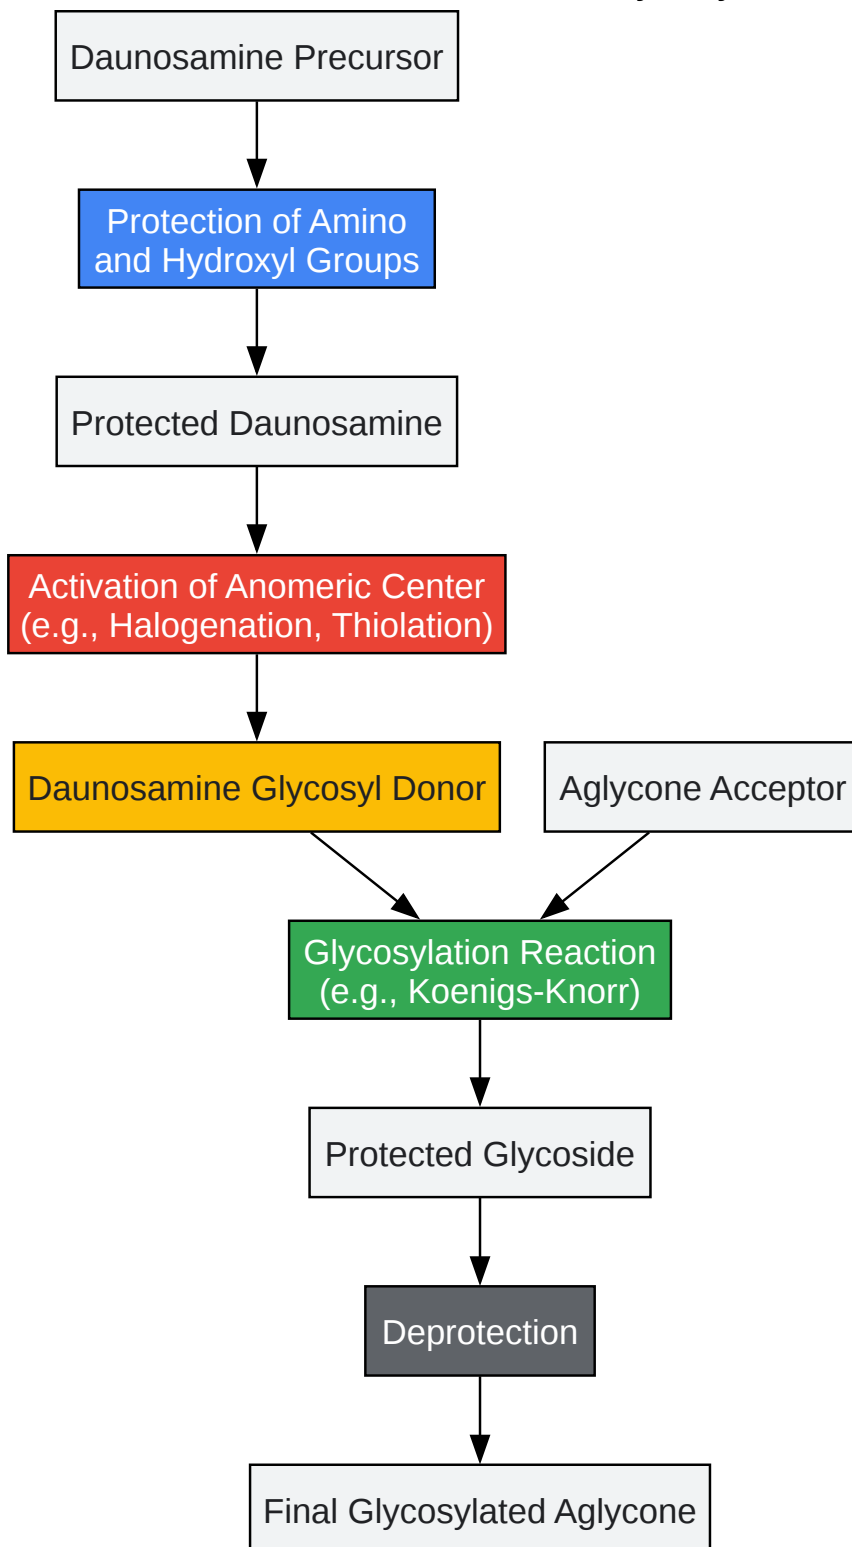 Daunosamine Precursor
Protection of Amino
and Hydroxyl Groups
Protected Daunosamine
Activation of Anomeric Center
(e.g., Halogenation, Thiolation)
Daunosamine Glycosyl Donor
Aglycone Acceptor
Glycosylation Reaction
(e.g., Koenigs-Knorr)
Protected Glycoside
Deprotection
Final Glycosylated Aglycone